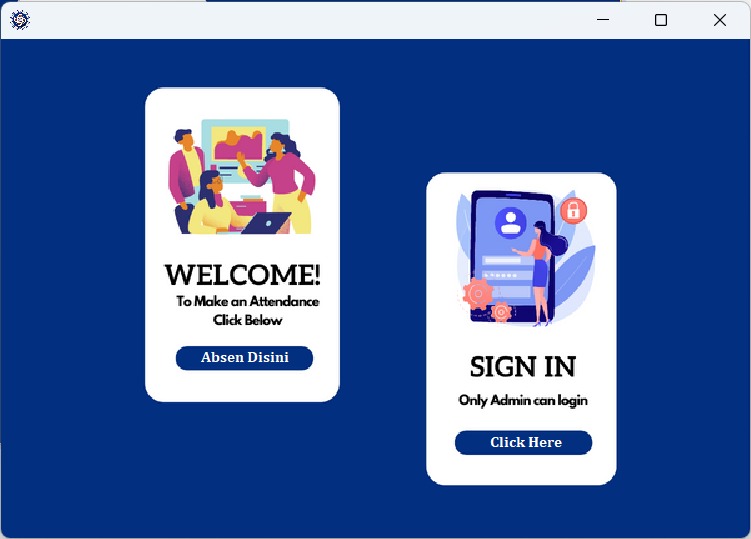 WELCOME!
To Make an Attendance
Click Below
Absen Disini
SIGN IN
Only Admin can login
Click Here